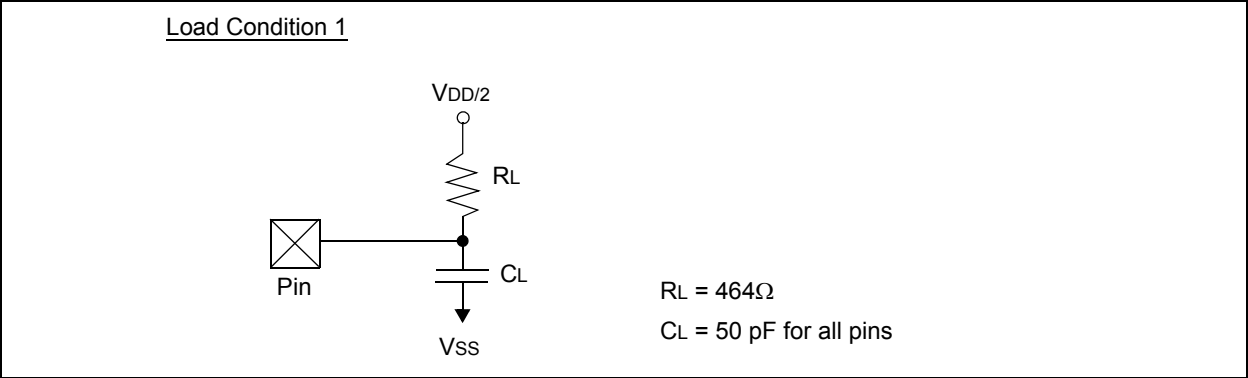 Load Condition 1
VDD/2
RL
Pin
CL
RL = 464Ω
CL = 50 pF for all pins
VSS